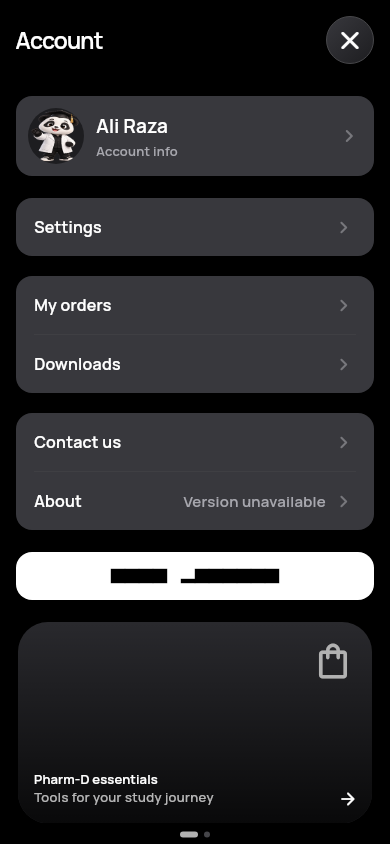 Account
Ali Raza
Account info
Settings
My orders
Downloads
Contact us
About
Version unavailable
Pharm-D essentials
Tools for your study journey